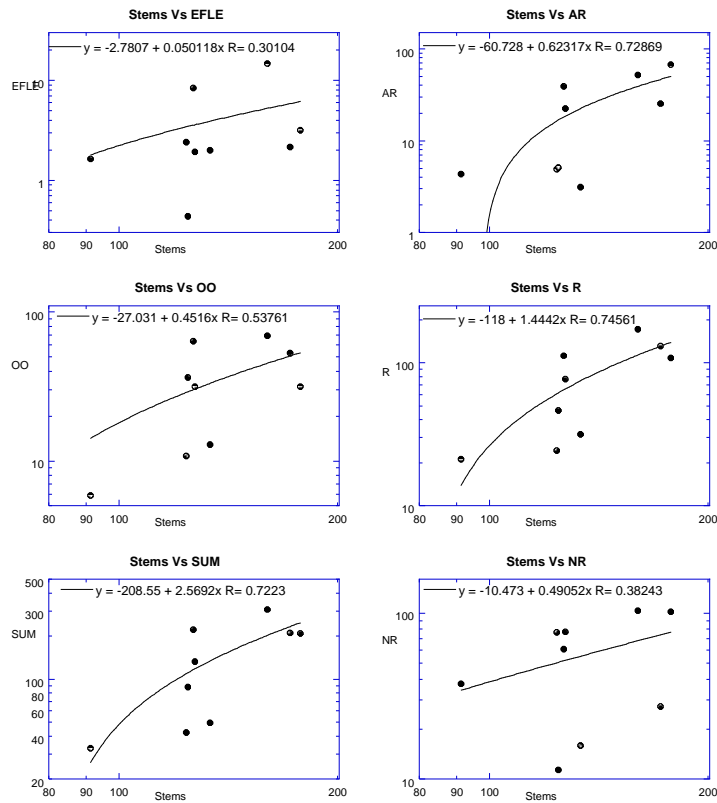 Stems Vs EFLE
y = -2.7807 + 0.050118x R= 0.30104
10
EFLE
1
80 90 100 200
Stems
Stems Vs AR
y = -60.728 + 0.62317x R= 0.72869
100
AR
10
1
80 90 100 200
Stems
Stems Vs OO
y = -27.031 + 0.4516x R= 0.53761
100
OO
10
80 90 100 200
Stems
Stems Vs R
y = -118 + 1.4442x R= 0.74561
100
R
10
80 90 100 200
Stems
Stems Vs SUM
y = -208.55 + 2.5692x R= 0.7223
500
300
SUM
100
80
60
40
20
80 90 100 200
Stems
Stems Vs NR
y = -10.473 + 0.49052x R= 0.38243
100
NR
10
80 90 100 200
Stems